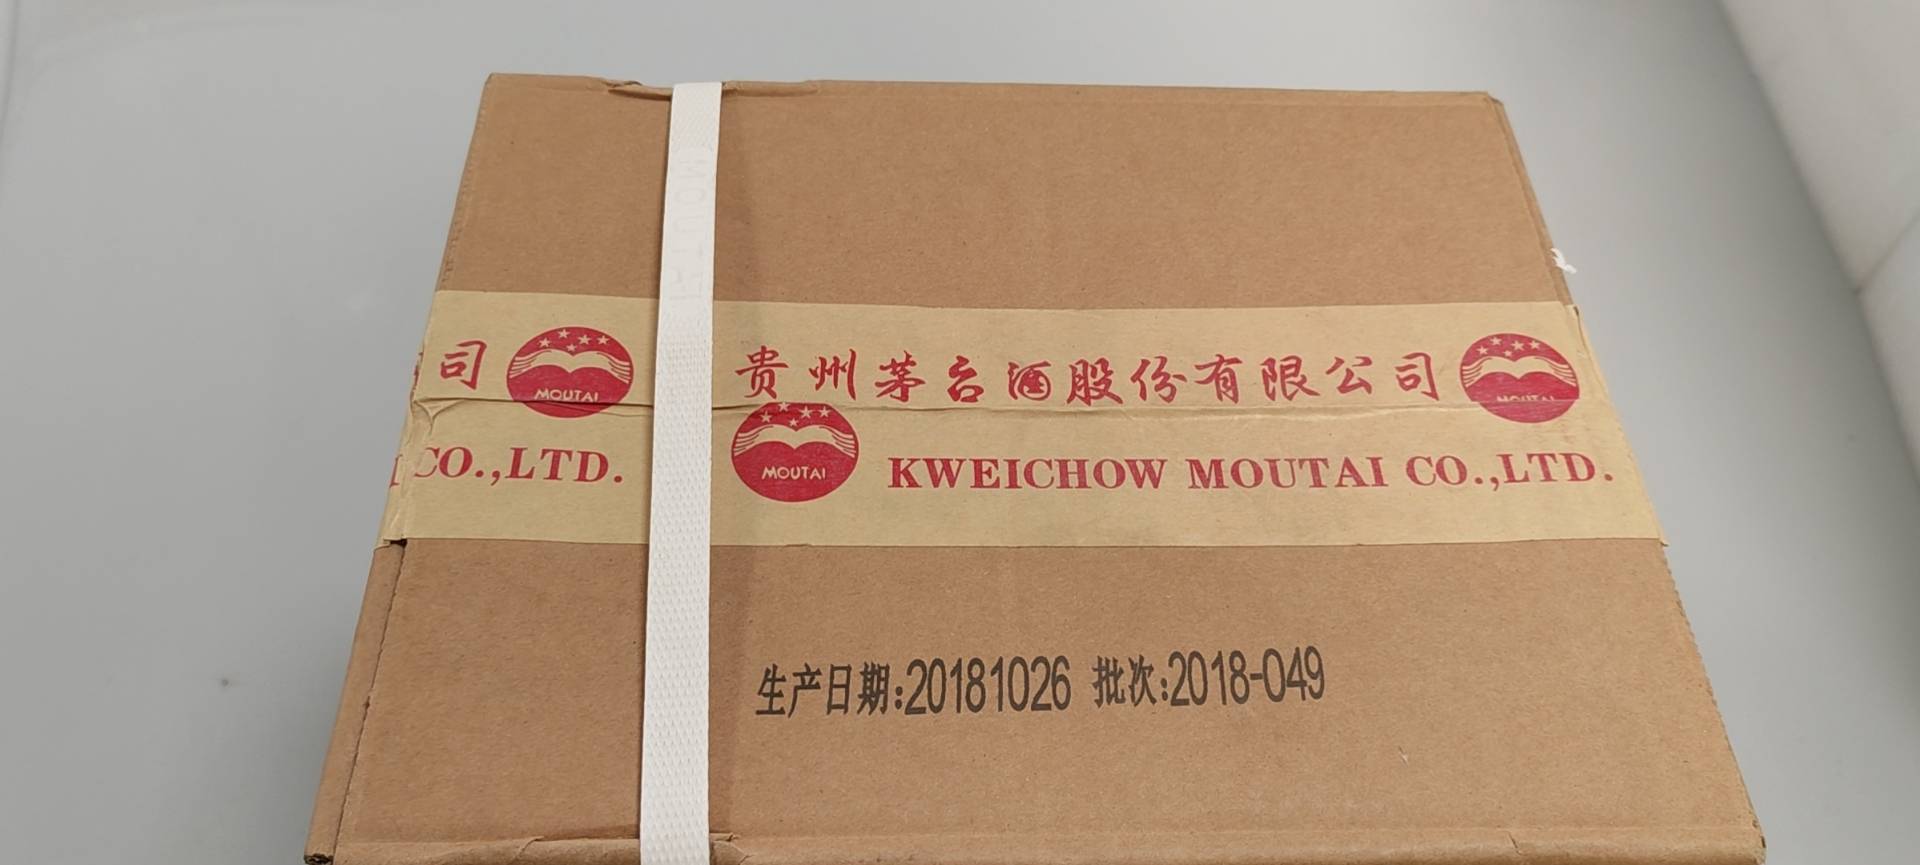 MOUTAI
司 MOUTAI 贵州茅台酒股份有限公司 MOUTAI
CO.,LTD. MOUTAI KWEICHOW MOUTAI CO.,LTD.
生产日期:20181026 批次:2018-049